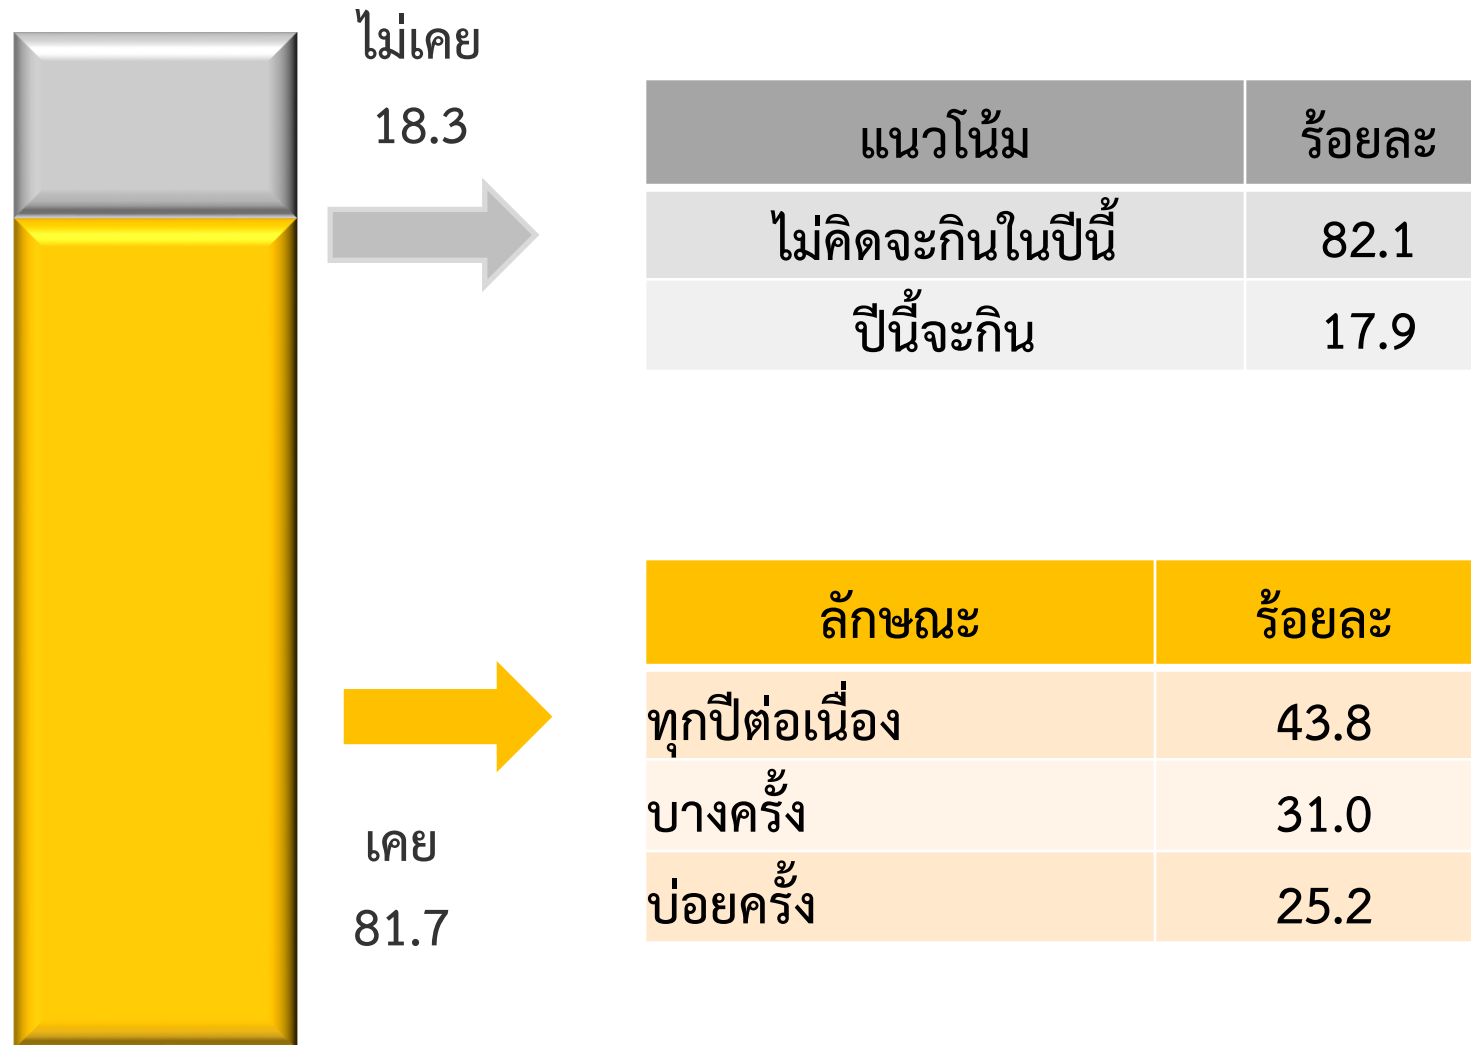 ไม่เคย
18.3
แนวโน้ม ร้อยละ
ไม่คิดจะกินในปีนี้ 82.1
ปีนี้จะกิน 17.9
ลักษณะ ร้อยละ
ทุกปีต่อเนื่อง 43.8
บางครั้ง 31.0
บ่อยครั้ง 25.2
เคย
81.7